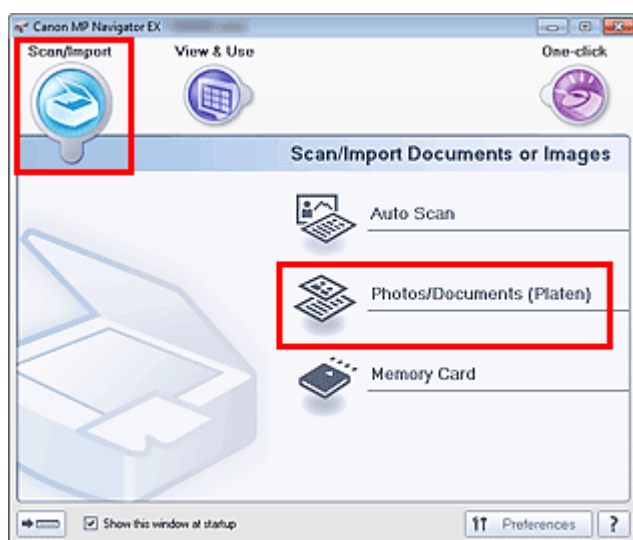 Canon MP Navigator EX
Scan/Import View & Use One-click
Scan/Import Documents or Images
Auto Scan
Photos/Documents (Platen)
Memory Card
Show this window at startup Preferences ?